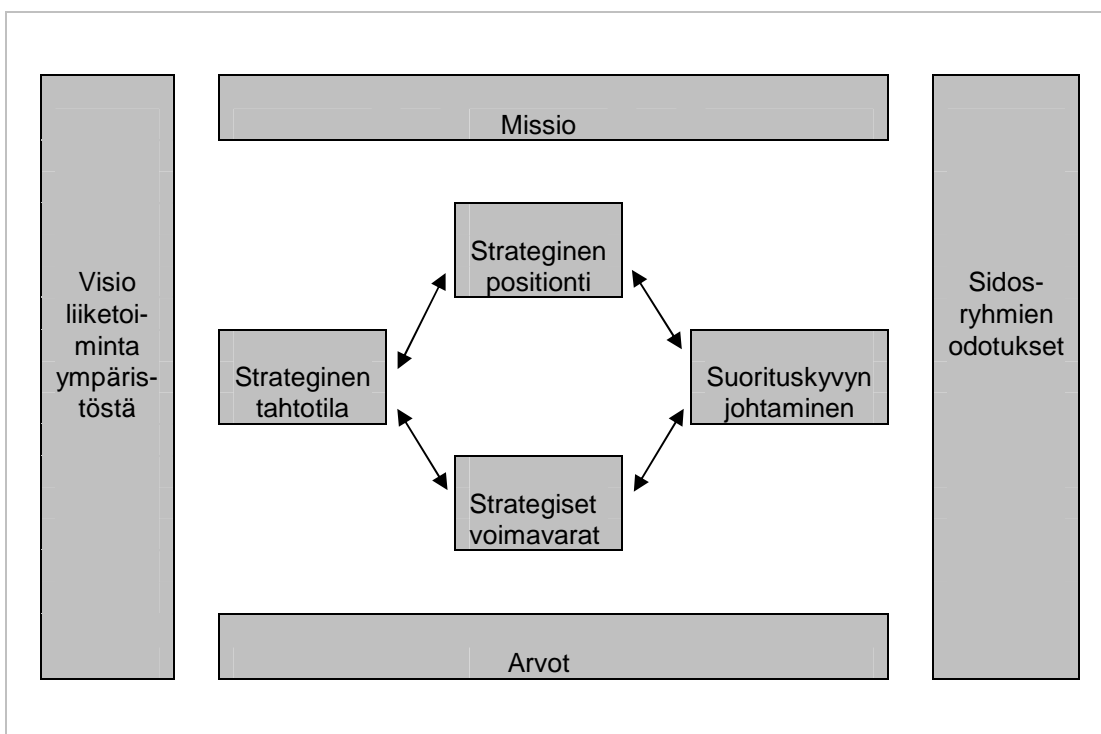 Missio
Strateginen
positionti
Visio
liiketoi-
minta
ympäris-
töstä
Sidos-
ryhmien
odotukset
Strateginen
tahtotila
Suorituskyvyn
johtaminen
Strategiset
voimavarat
Arvot